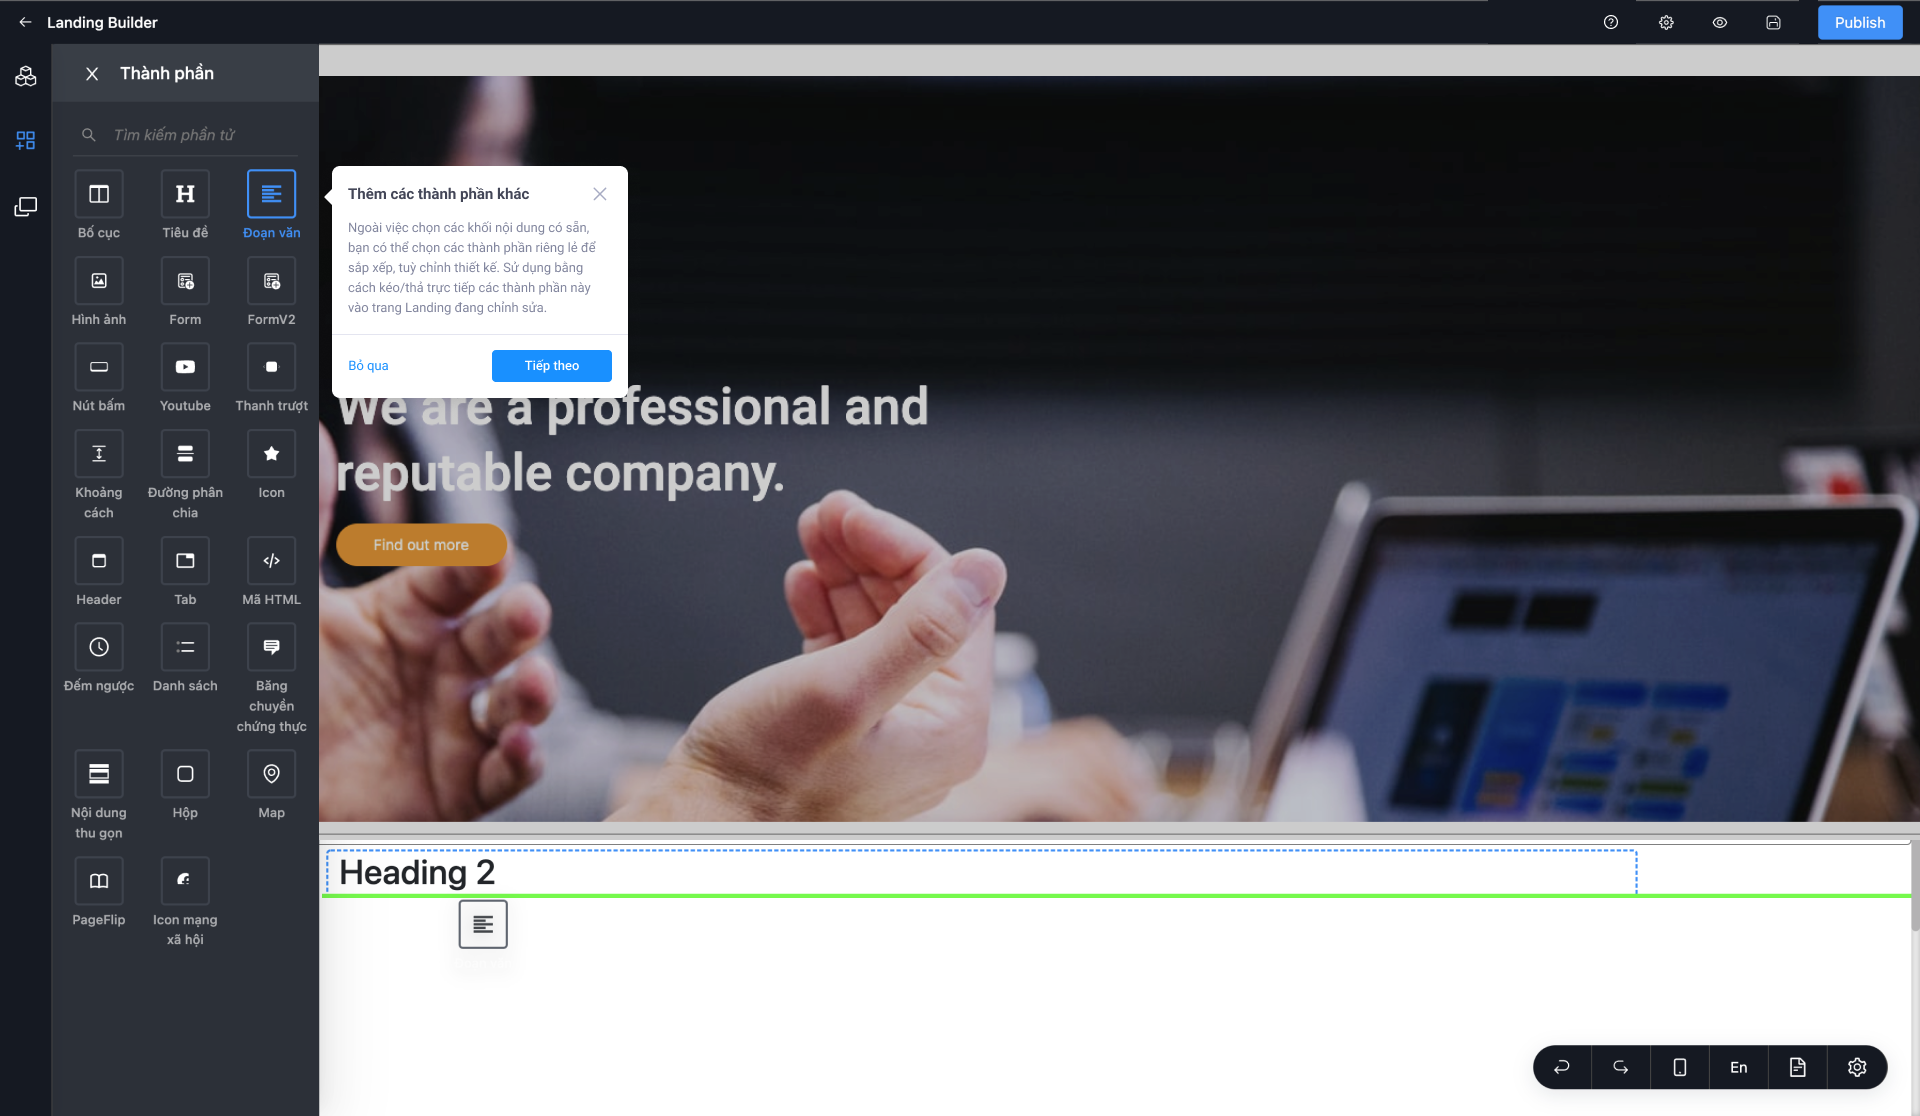 Landing Builder
Publish
Thành phần
Tìm kiếm phần tử
Bố cục
Tiêu đề
Đoạn văn
Hình ảnh
Form
FormV2
Nút bấm
Youtube
Thanh trượt
Khoảng
cách
Đường phân
chia
Icon
Header
Tab
Mã HTML
Đếm ngược
Danh sách
Băng
chuyền
chứng thực
Nội dung
thu gọn
Hộp
Map
PageFlip
Icon mạng
xã hội
Thêm các thành phần khác
Ngoài việc chọn các khối nội dung có sẵn,
bạn có thể chọn các thành phần riêng lẻ để
sắp xếp, tuỳ chỉnh thiết kế. Sử dụng bằng
cách kéo/thả trực tiếp các thành phần này
vào trang Landing đang chỉnh sửa.
Bỏ qua
Tiếp theo
We are a professional and
reputable company.
Find out more
Heading 2
En